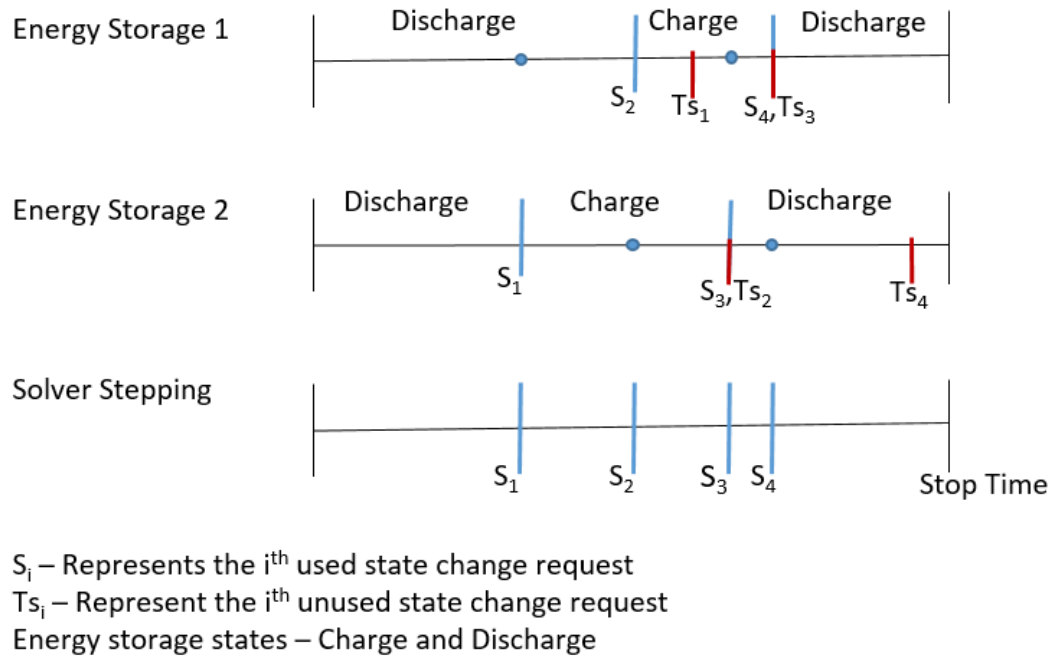 Energy Storage 1
Discharge
Charge
Discharge
S₂
Ts₁
S₄,Ts₃
Energy Storage 2
Discharge
Charge
Discharge
S₁
S₃,Ts₂
Ts₄
Solver Stepping
S₁
S₂
S₃
S₄
Stop Time
Sᵢ – Represents the iᵗʰ used state change request
Tsᵢ – Represent the iᵗʰ unused state change request
Energy storage states – Charge and Discharge